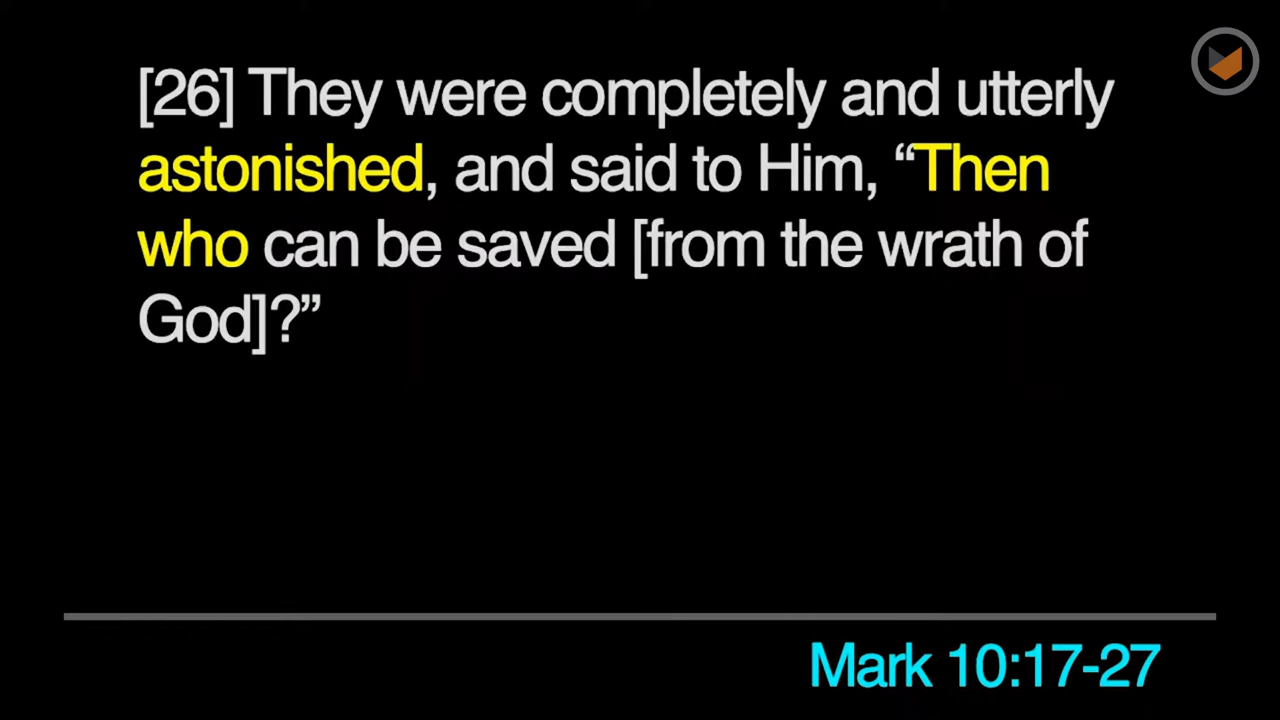 [26] They were completely and utterly
astonished, and said to Him, “Then
who can be saved [from the wrath of
God]?”
Mark 10:17-27